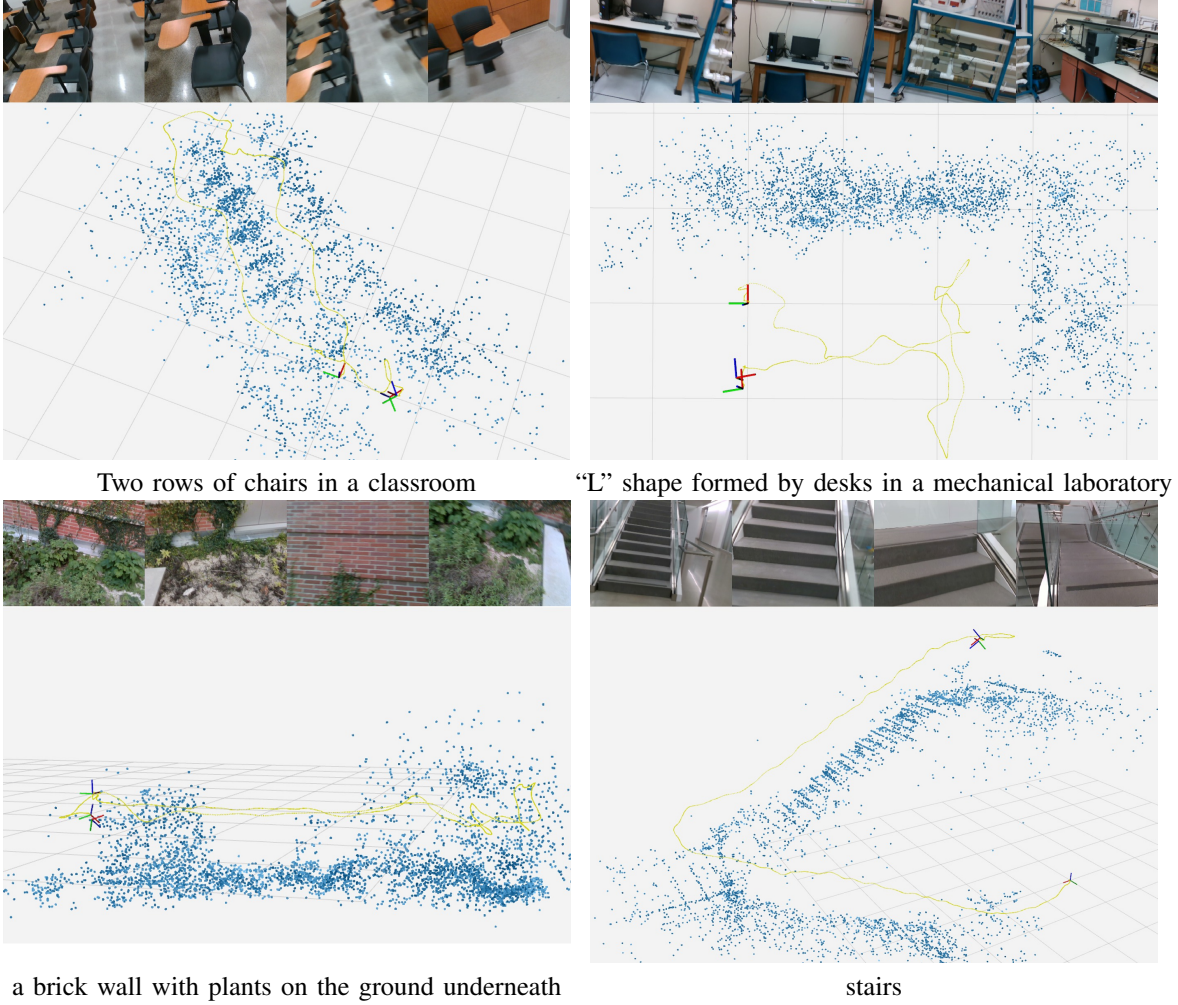 Two rows of chairs in a classroom
“L” shape formed by desks in a mechanical laboratory
a brick wall with plants on the ground underneath
stairs